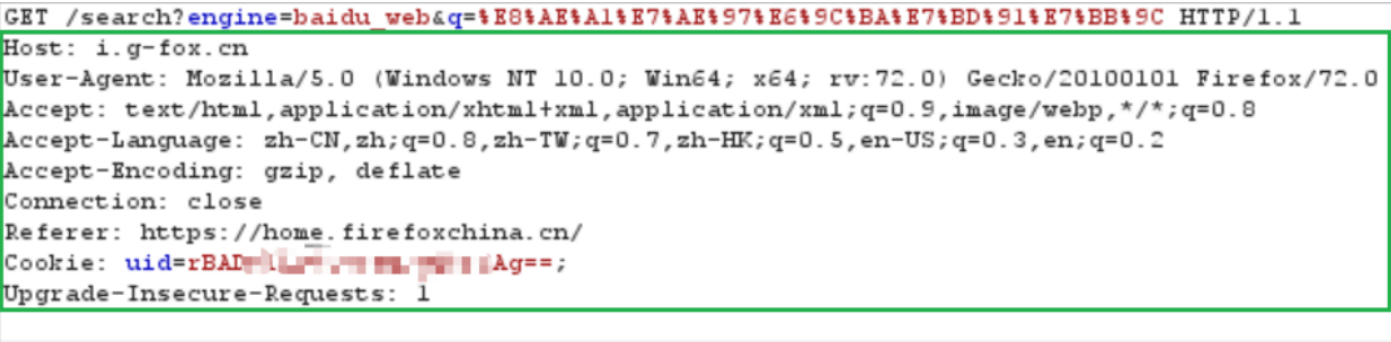 GET /search?engine=baidu_web&q=%E8%AE%A1%E7%AE%97%E6%9C%BA%E7%BD%91%E7%BB%9C HTTP/1.1
Host: i.g-fox.cn
User-Agent: Mozilla/5.0 (Windows NT 10.0; Win64; x64; rv:72.0) Gecko/20100101 Firefox/72.0
Accept: text/html,application/xhtml+xml,application/xml;q=0.9,image/webp,*/*;q=0.8
Accept-Language: zh-CN,zh;q=0.8,zh-TW;q=0.7,zh-HK;q=0.5,en-US;q=0.3,en;q=0.2
Accept-Encoding: gzip, deflate
Connection: close
Referer: https://home.firefoxchina.cn/
Cookie: uid=rBAD Ag==;
Upgrade-Insecure-Requests: 1